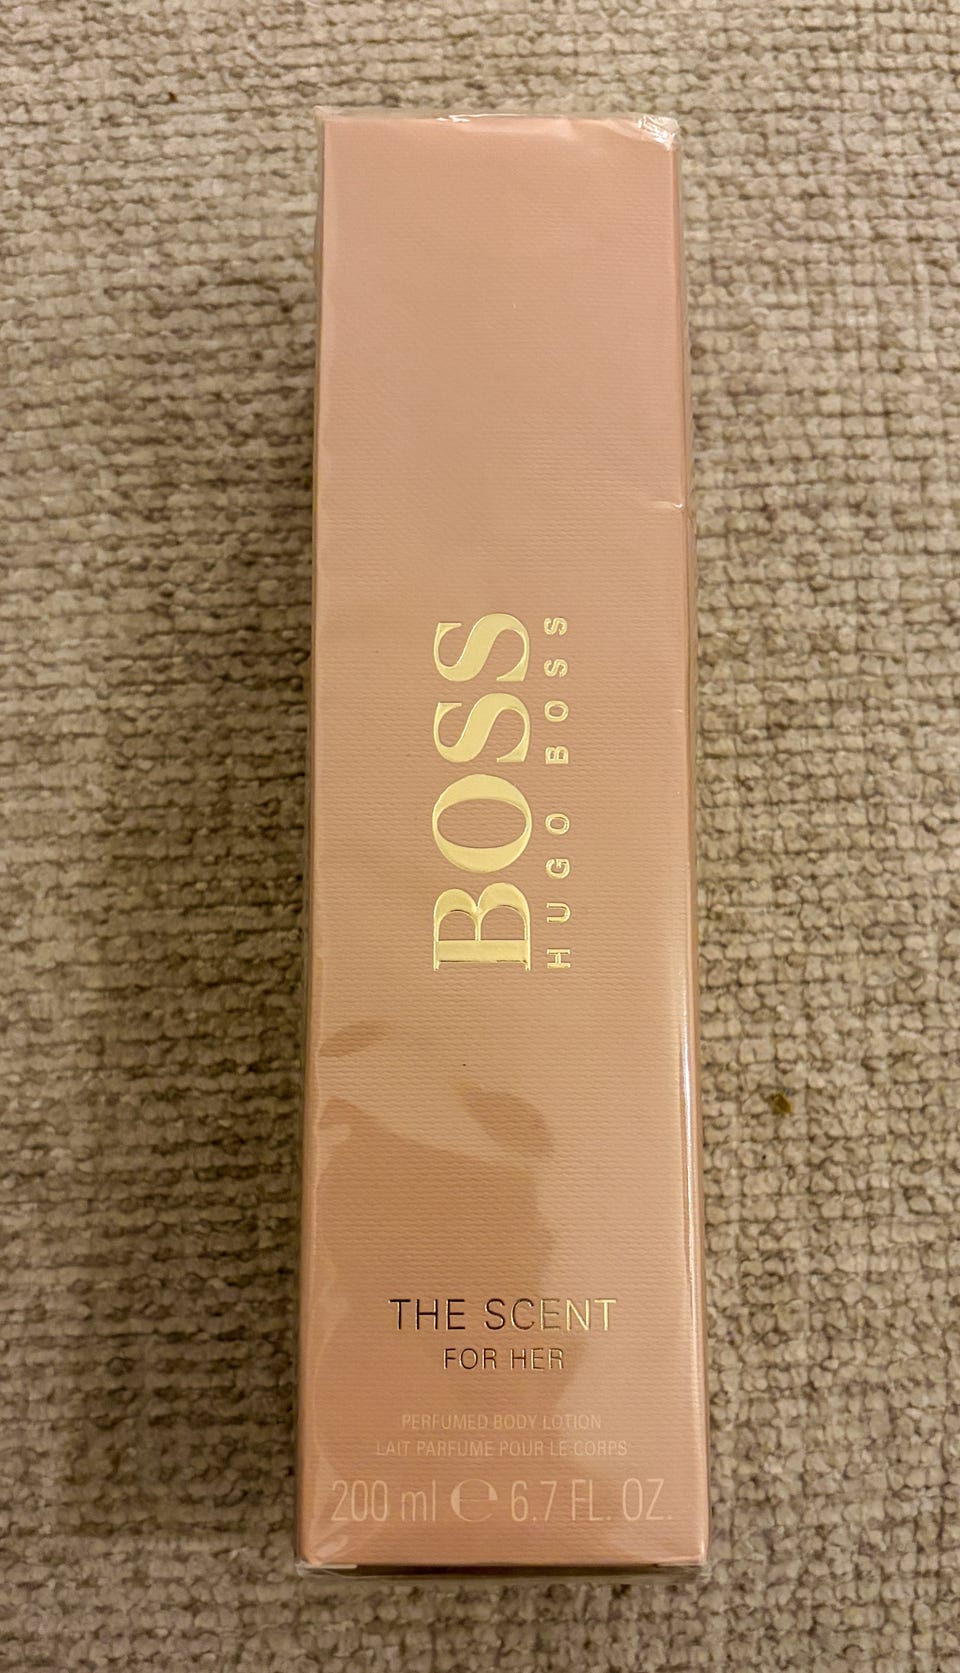 BOSS
HUGO BOSS
THE SCENT
FOR HER
PERFUMED BODY LOTION
LAIT PARFUME POUR LE CORPS
200 ml ℮ 6.7 FL. OZ.